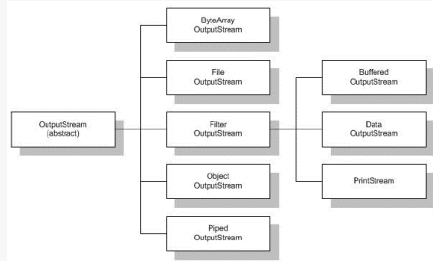 ByteArray
OutputStream
File
OutputStream
Buffered
OutputStream
OutputStream
(abstract)
Filter
OutputStream
Data
OutputStream
Object
OutputStream
PrintStream
Piped
OutputStream